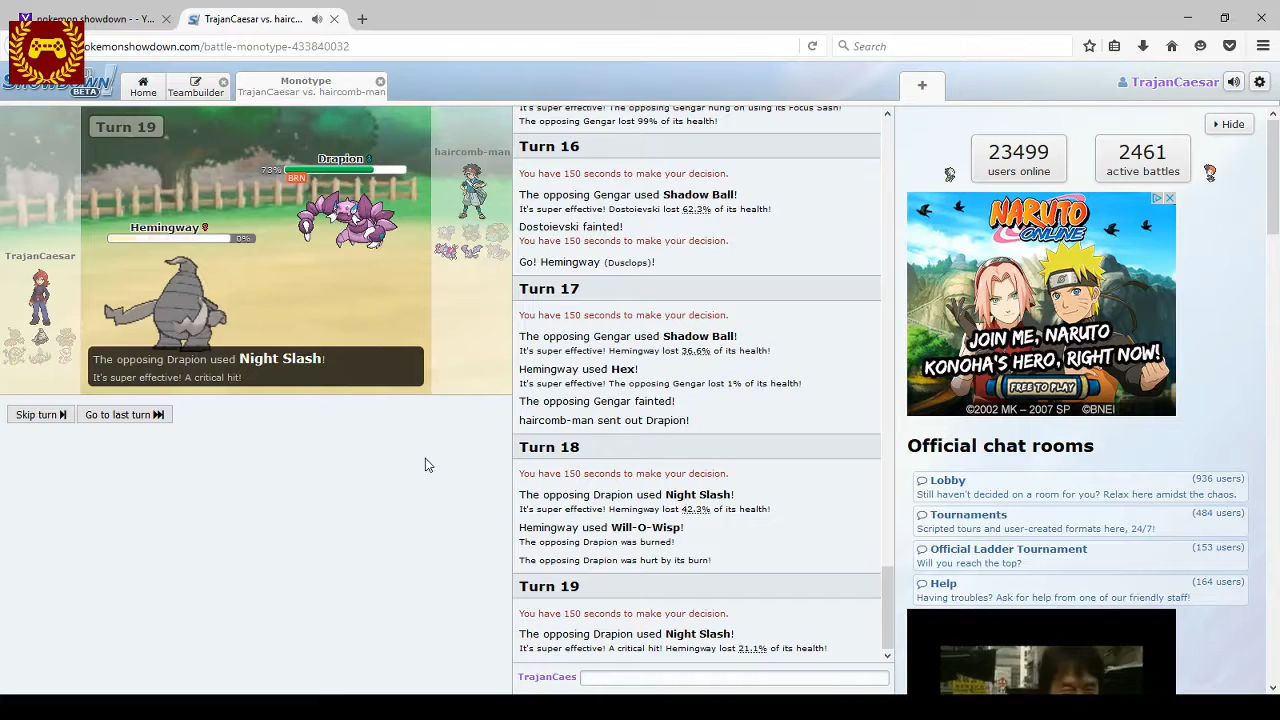 pokemon showdown - - Y...
TrajanCaesar vs. hairc...
okemonshowdown.com/battle-monotype-433840032
Search
SHOWDOWN!
BETA
Home
Teambuilder
Monotype
TrajanCaesar vs. haircomb-man
+
TrajanCaesar
Turn 19
TrajanCaesar
haircomb-man
Drapion
73%
BRN
Hemingway
0%
The opposing Drapion used Night Slash!
It's super effective! A critical hit!
Skip turn
Go to last turn
It's super effective! The opposing Gengar hung on using its Focus Sash!
The opposing Gengar lost 99% of its health!
Turn 16
You have 150 seconds to make your decision.
The opposing Gengar used Shadow Ball!
It's super effective! Dostoievski lost 62.3% of its health!
Dostoievski fainted!
You have 150 seconds to make your decision.
Go! Hemingway (Dusclops)!
Turn 17
You have 150 seconds to make your decision.
The opposing Gengar used Shadow Ball!
It's super effective! Hemingway lost 36.6% of its health!
Hemingway used Hex!
It's super effective! The opposing Gengar lost 1% of its health!
The opposing Gengar fainted!
haircomb-man sent out Drapion!
Turn 18
You have 150 seconds to make your decision.
The opposing Drapion used Night Slash!
It's super effective! Hemingway lost 42.3% of its health!
Hemingway used Will-O-Wisp!
The opposing Drapion was burned!
The opposing Drapion was hurt by its burn!
Turn 19
You have 150 seconds to make your decision.
The opposing Drapion used Night Slash!
It's super effective! A critical hit! Hemingway lost 21.1% of its health!
TrajanCaes
Hide
23499
users online
2461
active battles
NARUTO
ONLINE
JOIN ME, NARUTO
KONOHA'S HERO, RIGHT NOW!
FREE TO PLAY
©2002 MK – 2007 SP ©BNEI
Official chat rooms
Lobby (936 users)
Still haven't decided on a room for you? Relax here amidst the chaos.
Tournaments (484 users)
Scripted tours and user-created formats here, 24/7!
Official Ladder Tournament (153 users)
Will you reach the top?
Help (164 users)
Having troubles? Ask for help from one of our friendly staff!